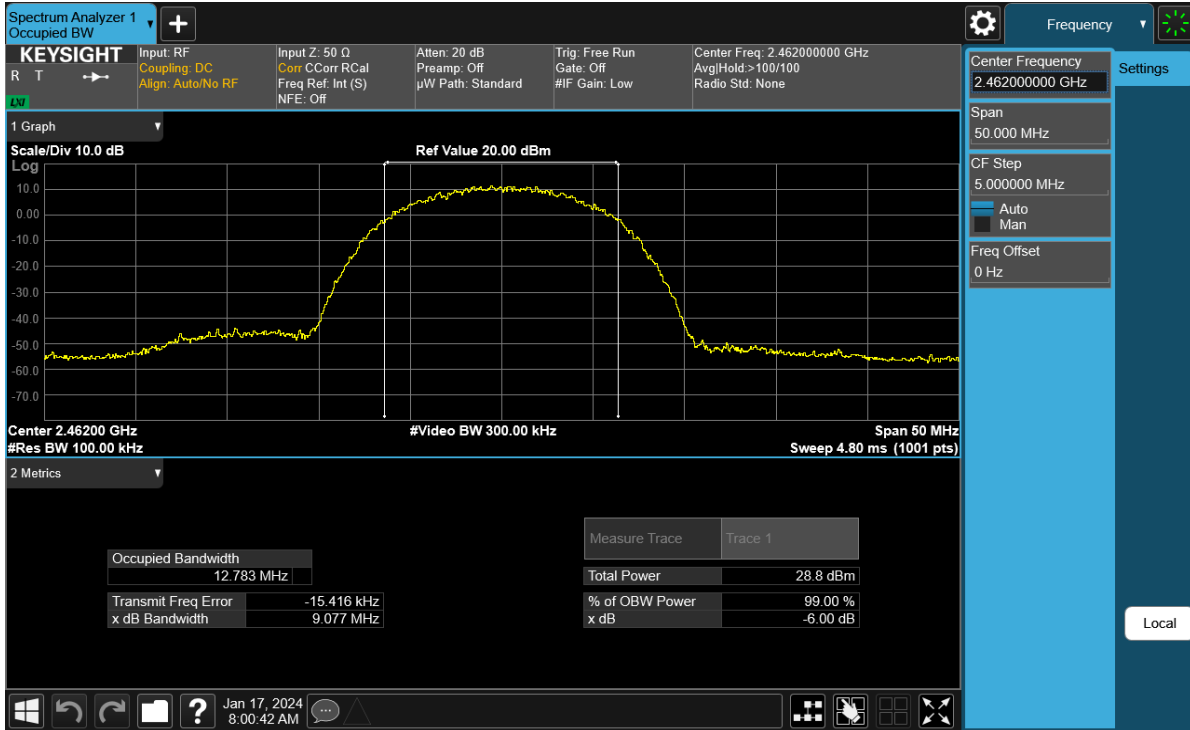 Spectrum Analyzer 1
Occupied BW
Frequency
KEYSIGHT
R T
LXI
Input: RF
Coupling: DC
Align: Auto/No RF
Input Z: 50 Ω
Corr CCorr RCal
Freq Ref: Int (S)
NFE: Off
Atten: 20 dB
Preamp: Off
µW Path: Standard
Trig: Free Run
Gate: Off
#IF Gain: Low
Center Freq: 2.462000000 GHz
Avg|Hold:>100/100
Radio Std: None
Center Frequency
2.462000000 GHz
Settings
Span
50.000 MHz
CF Step
5.000000 MHz
Auto
Man
Freq Offset
0 Hz
Local
1 Graph
Scale/Div 10.0 dB
Ref Value 20.00 dBm
Log
10.0
0.00
-10.0
-20.0
-30.0
-40.0
-50.0
-60.0
-70.0
Center 2.46200 GHz
#Video BW 300.00 kHz
Span 50 MHz
#Res BW 100.00 kHz
Sweep 4.80 ms (1001 pts)
2 Metrics
Measure Trace Trace 1
Occupied Bandwidth
12.783 MHz
Total Power 28.8 dBm
Transmit Freq Error -15.416 kHz
% of OBW Power 99.00 %
x dB Bandwidth 9.077 MHz
x dB -6.00 dB
?
Jan 17, 2024
8:00:42 AM